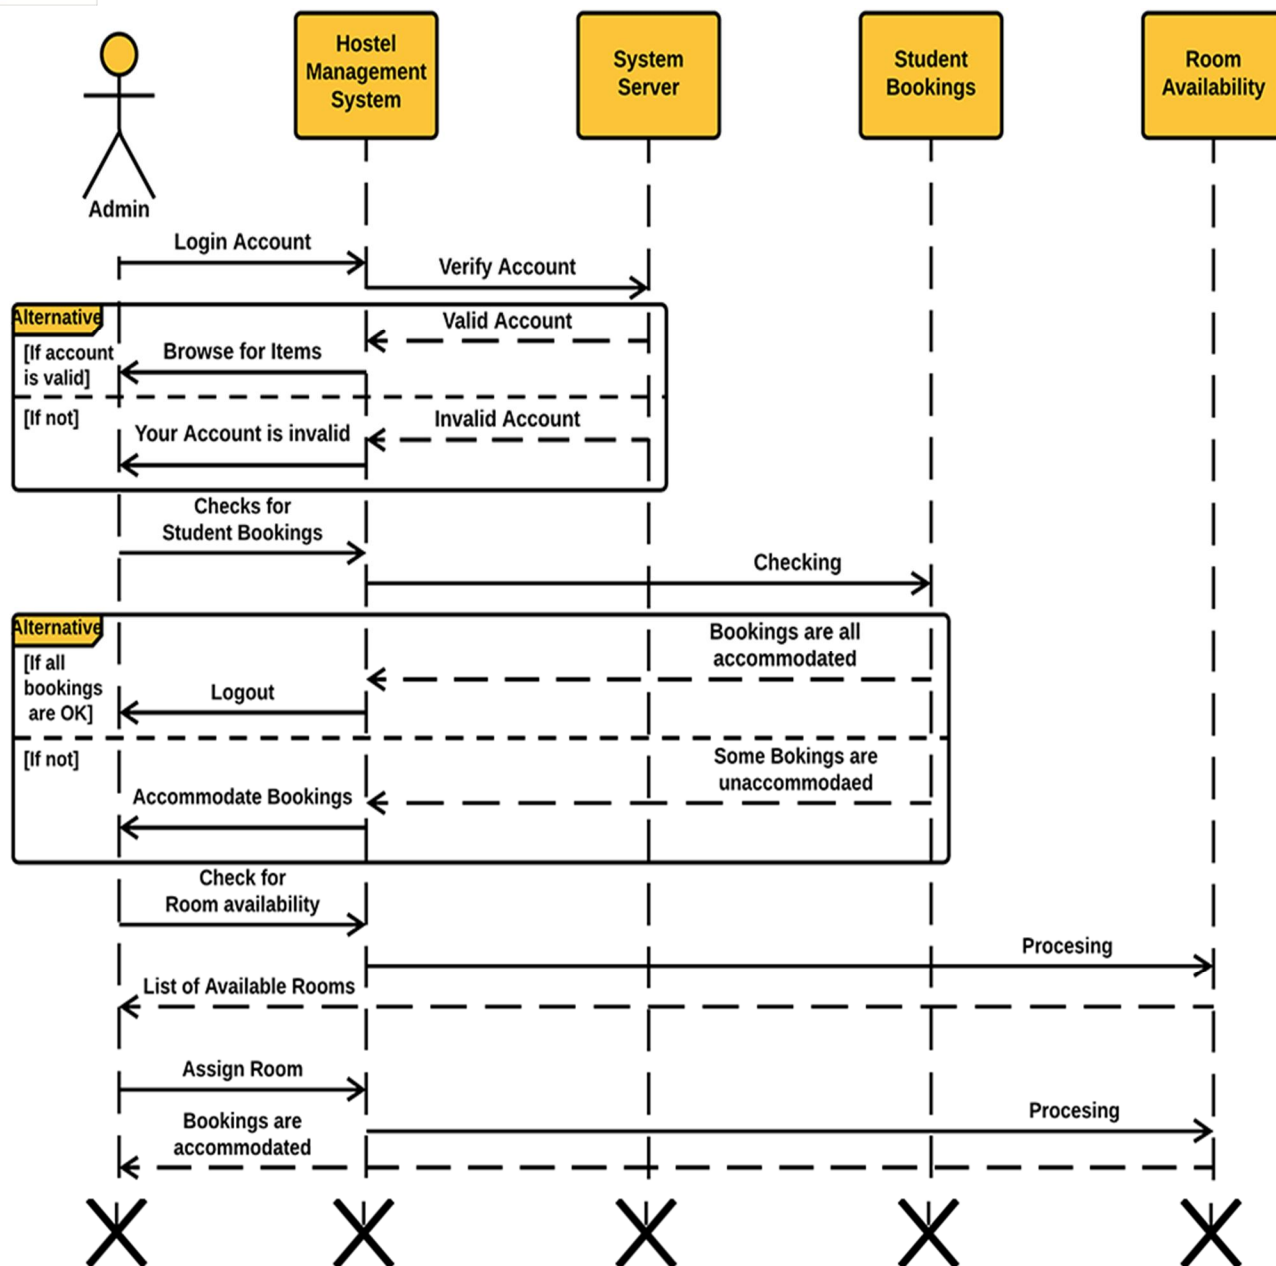 Hostel
Management
System
System
Server
Student
Bookings
Room
Availability
Admin
Login Account
Verify Account
Alternative
Valid Account
[If account
is valid]
Browse for Items
[If not]
Invalid Account
Your Account is invalid
Checks for
Student Bookings
Checking
Alternative
Bookings are all
accommodated
[If all
bookings
are OK]
Logout
[If not]
Some Bokings are
unaccommodaed
Accommodate Bookings
Check for
Room availability
Procesing
List of Available Rooms
Assign Room
Procesing
Bookings are
accommodated